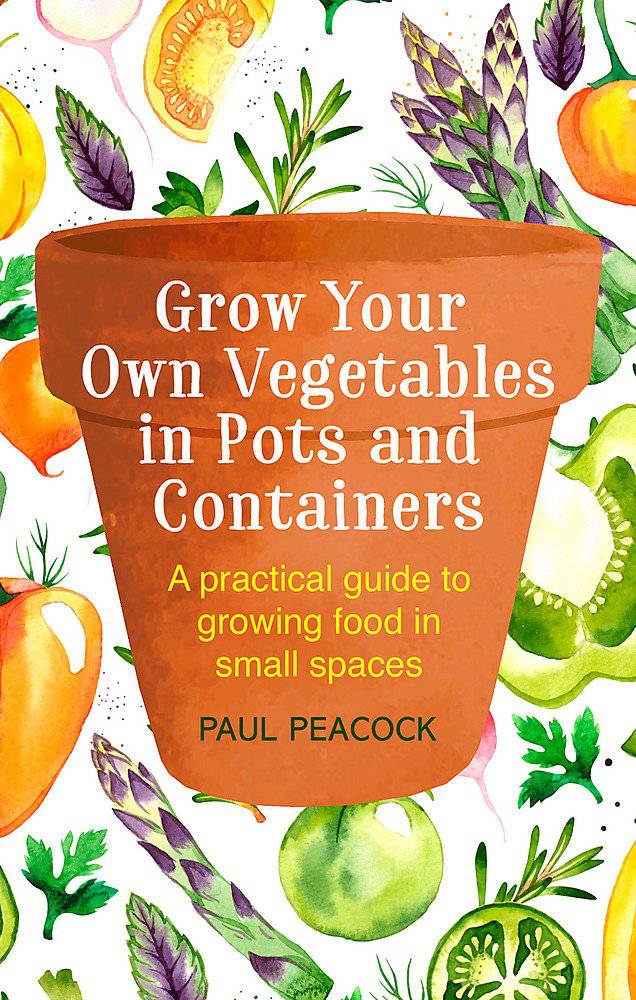 Grow Your
Own Vegetables
in Pots and
Containers
A practical guide to
growing food in
small spaces
PAUL PEACOCK